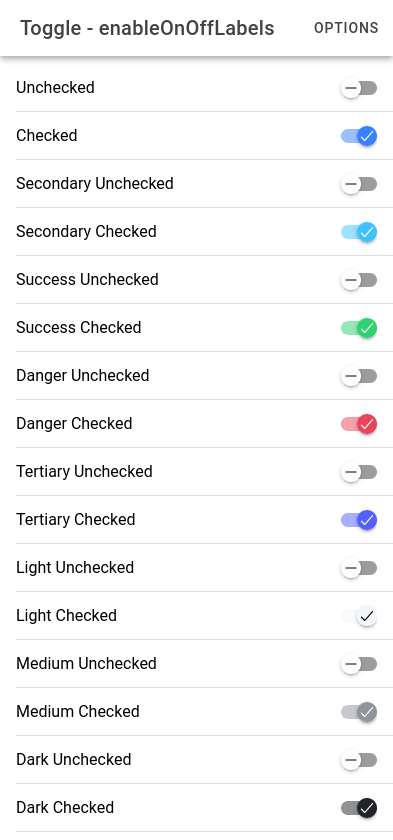 Toggle - enableOnOffLabels OPTIONS
Unchecked
Checked
Secondary Unchecked
Secondary Checked
Success Unchecked
Success Checked
Danger Unchecked
Danger Checked
Tertiary Unchecked
Tertiary Checked
Light Unchecked
Light Checked
Medium Unchecked
Medium Checked
Dark Unchecked
Dark Checked